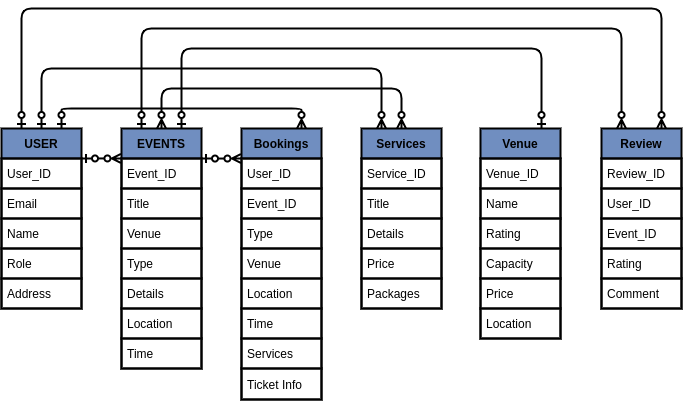 USER
User_ID
Email
Name
Role
Address
EVENTS
Event_ID
Title
Venue
Type
Details
Location
Time
Bookings
User_ID
Event_ID
Type
Venue
Location
Time
Services
Ticket Info
Services
Service_ID
Title
Details
Price
Packages
Venue
Venue_ID
Name
Rating
Capacity
Price
Location
Review
Review_ID
User_ID
Event_ID
Rating
Comment